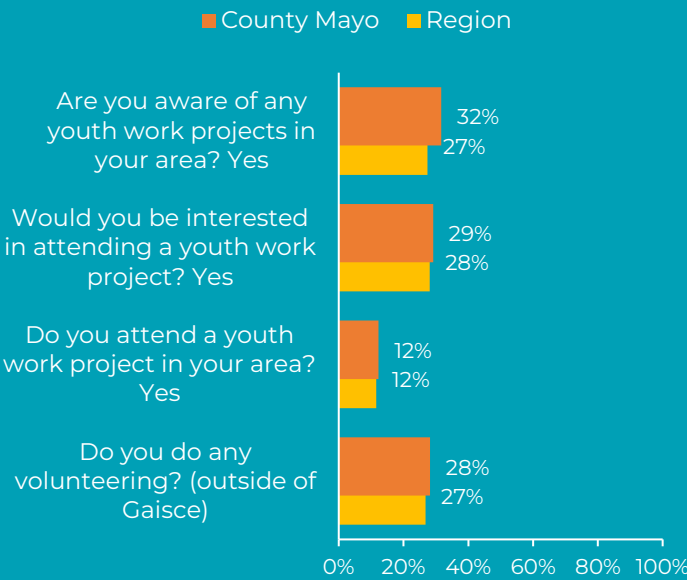 County Mayo
Region
Are you aware of any
youth work projects in
your area? Yes
32%
27%
Would you be interested
in attending a youth work
project? Yes
29%
28%
Do you attend a youth
work project in your area?
Yes
12%
12%
Do you do any
volunteering? (outside of
Gaisce)
28%
27%
0% 20% 40% 60% 80% 100%